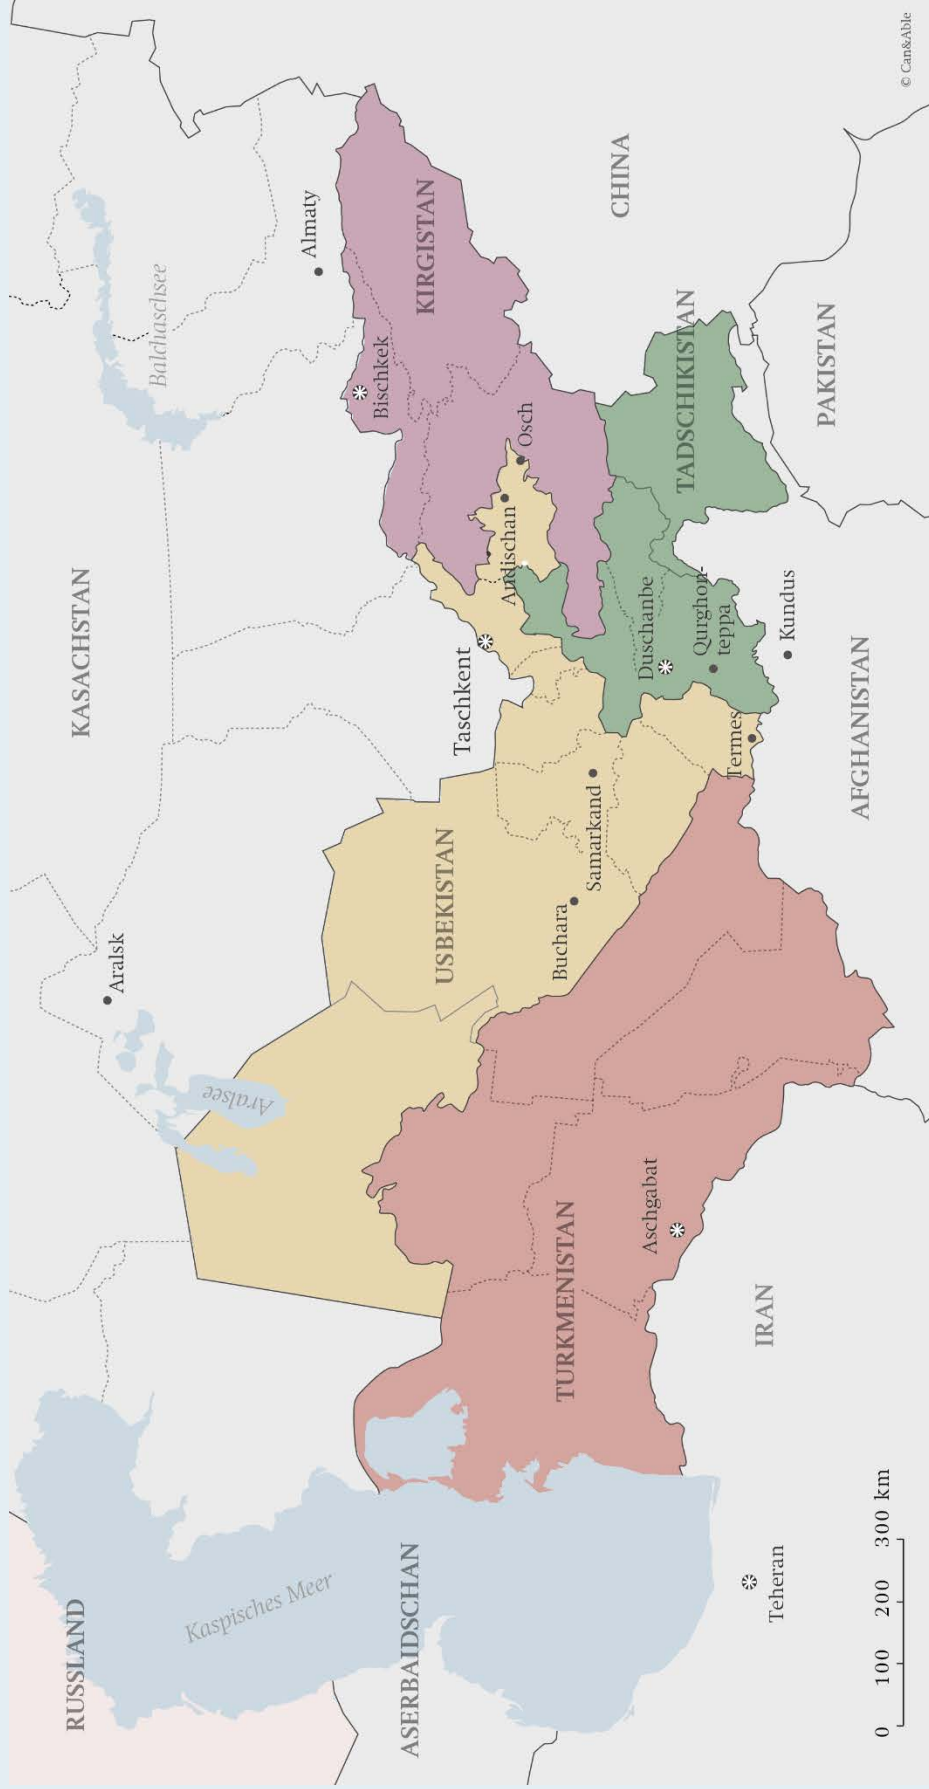 RUSSLAND
KASACHSTAN
Aralsk
Balchaschsee
Almaty
Aralsee
Kaspisches Meer
ASERBAIDSCHAN
USBEKISTAN
Taschkent
Bischkek
KIRGISTAN
Andischan
Osch
Buchara
Samarkand
TURKMENISTAN
Aschgabat
Duschanbe
Qurghon-
teppa
TADSCHIKISTAN
CHINA
Termes
Kundus
Teheran
IRAN
AFGHANISTAN
PAKISTAN
0 100 200 300 km
© Can&Able